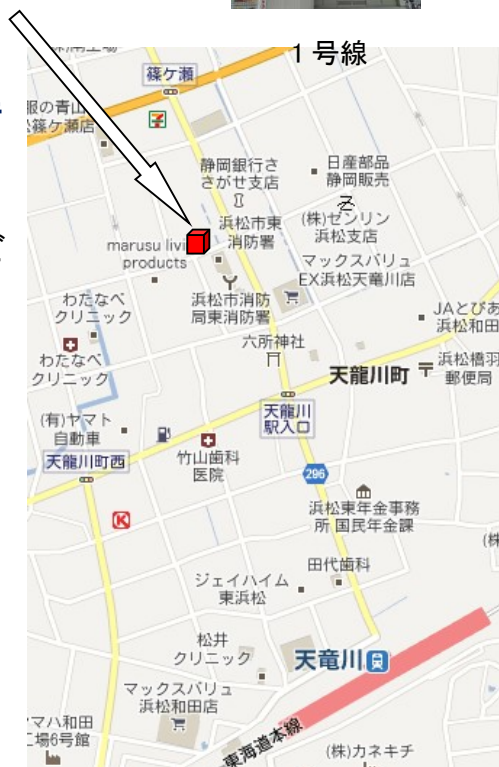 1号線
篠ケ瀬
服の青山
篠ケ瀬店
静岡銀行さ
さがせ支店
日産部品
静岡販売
(株)ゼンリン
浜松支店
浜松市東
消防署
marusu livi
products
マックスバリュ
EX浜松天竜川店
わたなべ
クリニック
浜松市消防
局東消防署
JAとぴあ
浜松和田
六所神社
わたなべ
クリニック
天龍川町
浜松橋羽
郵便局
天龍川
駅入口
(有)ヤマト
自動車
天龍川町西
竹山歯科
医院
296
K
浜松東年金事務
所 国民年金課
(株
田代歯科
ジェイハイム
東浜松
松井
クリニック
天竜川
マックスバリュ
浜松和田店
マハ和田
工場6号館
東海道本線
(株)カネキチ